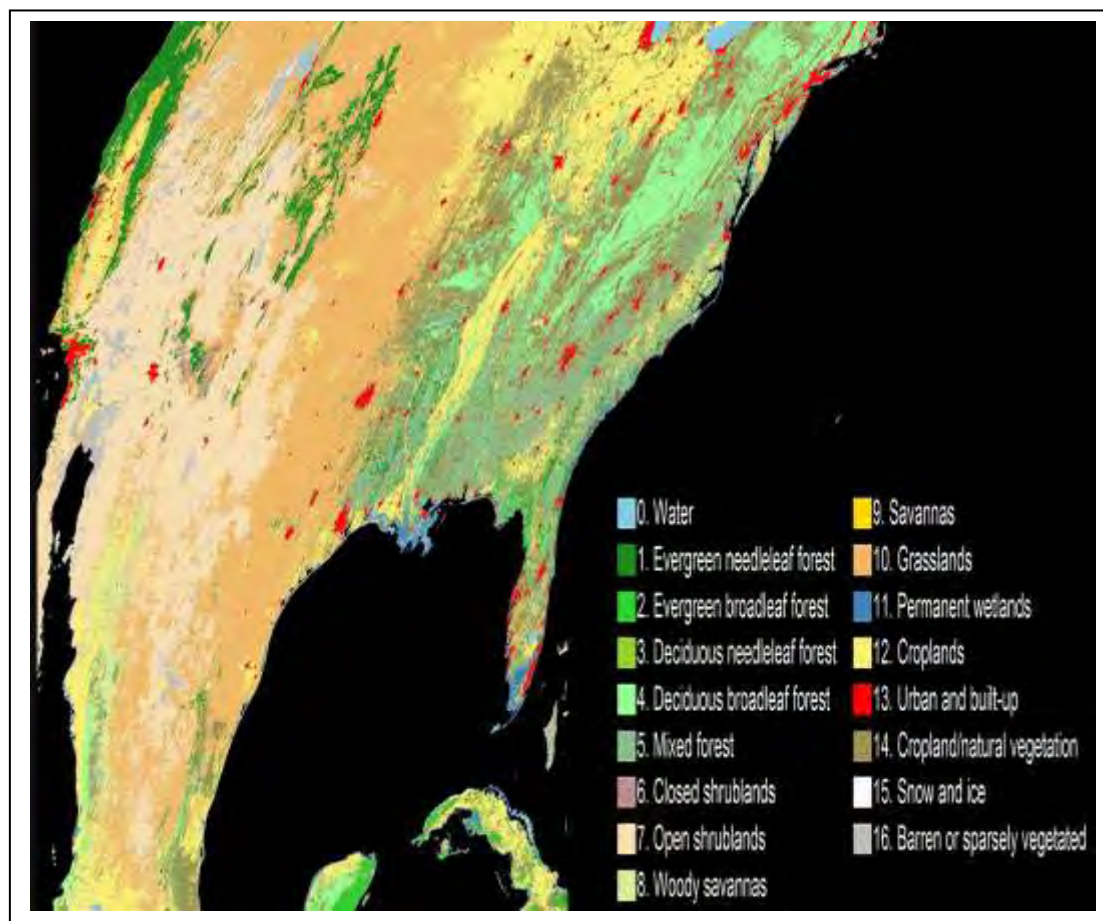 0. Water
1. Evergreen needleleaf forest
2. Evergreen broadleaf forest
3. Deciduous needleleaf forest
4. Deciduous broadleaf forest
5. Mixed forest
6. Closed shrublands
7. Open shrublands
8. Woody savannas
9. Savannas
10. Grasslands
11. Permanent wetlands
12. Croplands
13. Urban and built-up
14. Cropland/natural vegetation
15. Snow and ice
16. Barren or sparsely vegetated